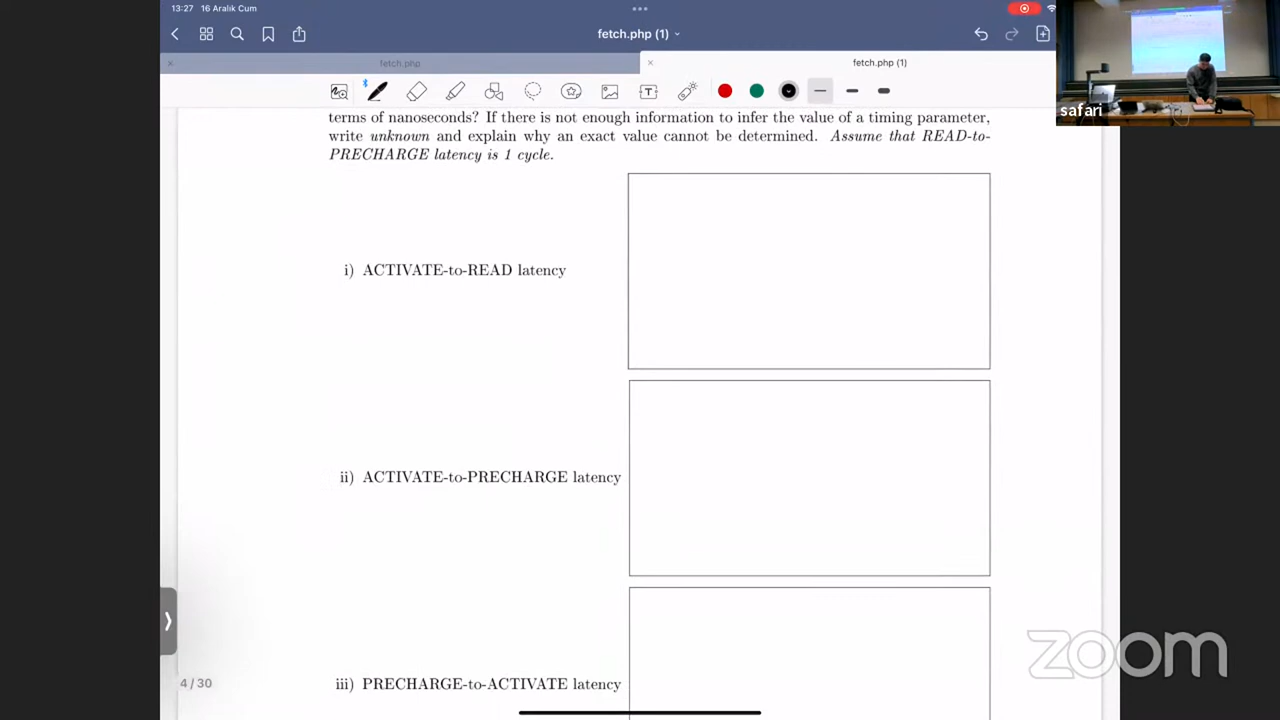 13:27 16 Aralık Cum
fetch.php (1)
fetch.php
fetch.php (1)
safari
terms of nanoseconds? If there is not enough information to infer the value of a timing parameter,
write unknown and explain why an exact value cannot be determined. Assume that READ-to-
PRECHARGE latency is 1 cycle.
i) ACTIVATE-to-READ latency
ii) ACTIVATE-to-PRECHARGE latency
iii) PRECHARGE-to-ACTIVATE latency
4 / 30
zoom